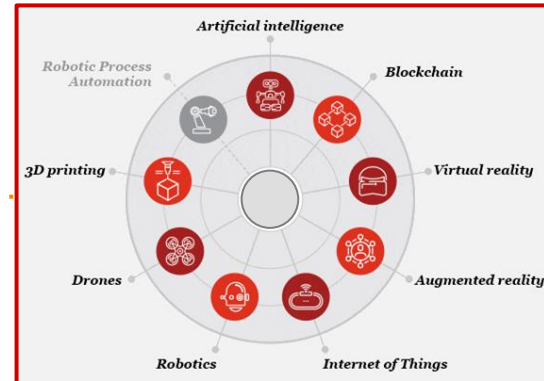 Artificial intelligence
Robotic Process
Automation
Blockchain
3D printing
Virtual reality
Drones
Augmented reality
Robotics
Internet of Things